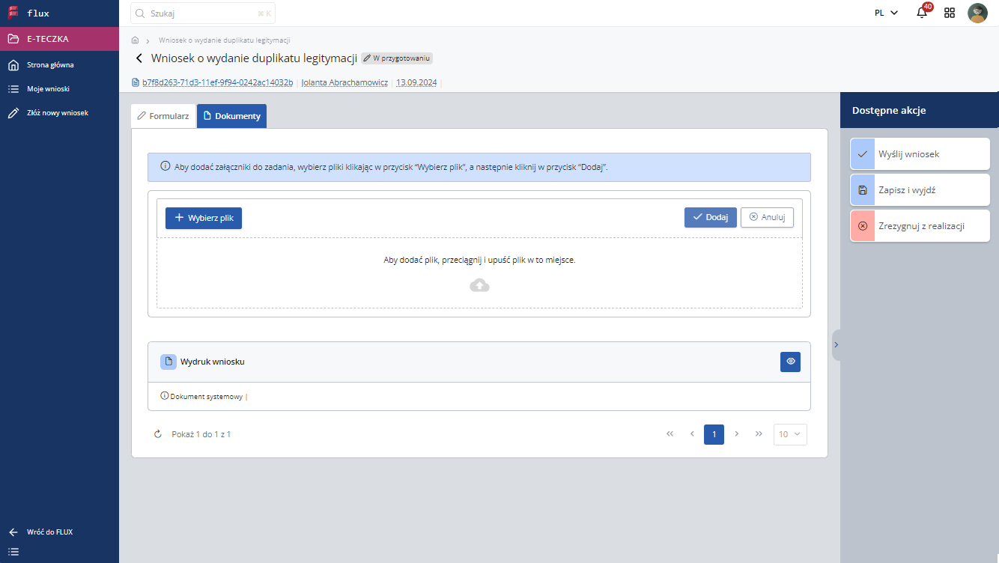 flux
Szukaj
⌘ K
PL
40
E-TECZKA
Strona główna
Moje wnioski
Złóż nowy wniosek
Wniosek o wydanie duplikatu legitymacji
Wniosek o wydanie duplikatu legitymacji
W przygotowaniu
b7f8d263-71d3-11ef-9f94-0242ac14032b | Jolanta Abrachamowicz | 13.09.2024 |
Formularz
Dokumenty
Aby dodać załączniki do zadania, wybierz pliki klikając w przycisk “Wybierz plik”, a następnie kliknij w przycisk “Dodaj”.
Wybierz plik
Dodaj
Anuluj
Aby dodać plik, przeciągnij i upuść plik w to miejsce.
Wydruk wniosku
Dokument systemowy |
Pokaż 1 do 1 z 1
1
10
Dostępne akcje
Wyślij wniosek
Zapisz i wyjdź
Zrezygnuj z realizacji
Wróć do FLUX